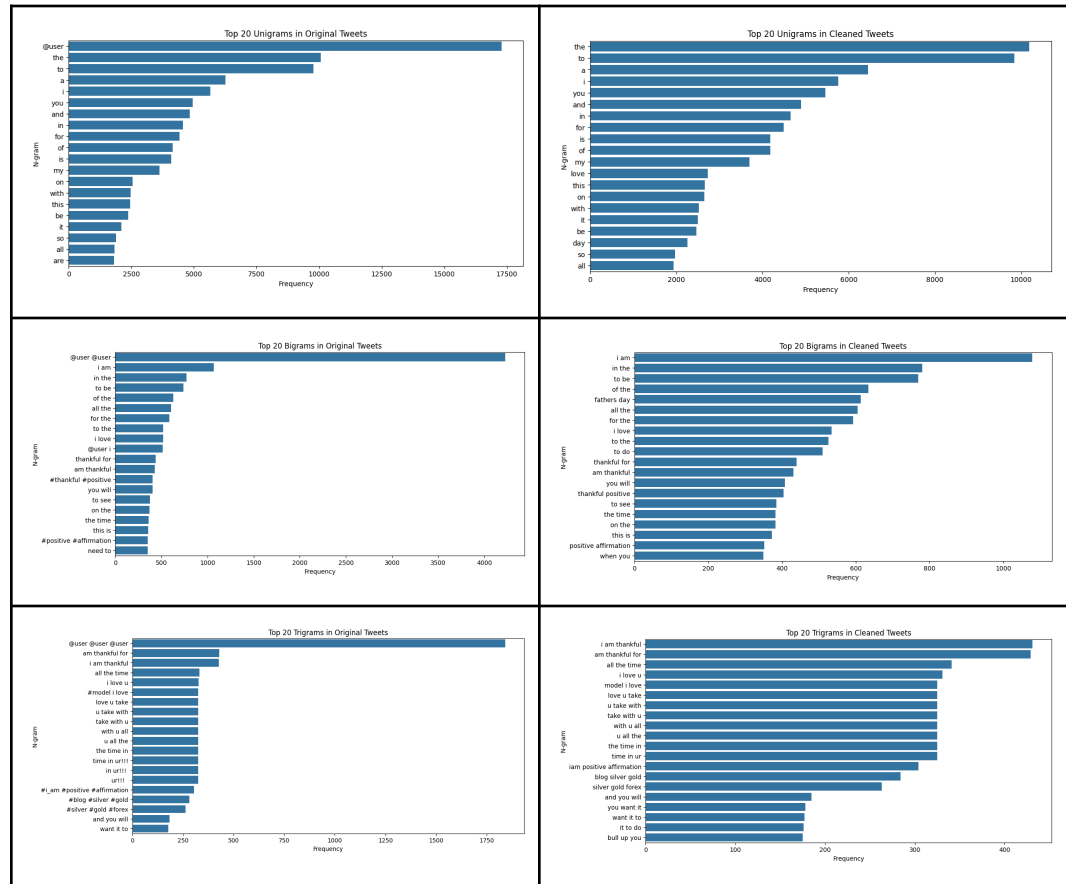 Top 20 Unigrams in Original Tweets
N-gram
@user
the
to
a
i
you
and
in
for
of
is
my
on
with
this
be
it
so
all
are
0 2500 5000 7500 10000 12500 15000 17500
Frequency
Top 20 Unigrams in Cleaned Tweets
N-gram
the
to
a
i
you
and
in
for
is
of
my
love
this
on
with
it
be
day
so
all
0 2000 4000 6000 8000 10000
Frequency
Top 20 Bigrams in Original Tweets
N-gram
@user @user
i am
in the
to be
of the
all the
for the
to the
i love
@user i
thankful for
am thankful
#thankful #positive
you will
to see
on the
the time
this is
#positive #affirmation
need to
0 500 1000 1500 2000 2500 3000 3500 4000
Frequency
Top 20 Bigrams in Cleaned Tweets
N-gram
i am
in the
to be
of the
fathers day
all the
for the
i love
to the
to do
thankful for
am thankful
you will
thankful positive
to see
the time
on the
this is
positive affirmation
when you
0 200 400 600 800 1000
Frequency
Top 20 Trigrams in Original Tweets
N-gram
@user @user @user
am thankful for
i am thankful
all the time
i love u
#model i love
love u take
u take with
take with u
with u all
u all the
the time in
time in ur!!!
in ur!!!
ur!!!
#i_am #positive #affirmation
#blog #silver #gold
#silver #gold #forex
and you will
want it to
0 250 500 750 1000 1250 1500 1750
Frequency
Top 20 Trigrams in Cleaned Tweets
N-gram
i am thankful
am thankful for
all the time
i love u
model i love
love u take
u take with
take with u
with u all
u all the
the time in
time in ur
iam positive affirmation
blog silver gold
silver gold forex
and you will
you want it
want it to
it to do
bull up you
0 100 200 300 400
Frequency